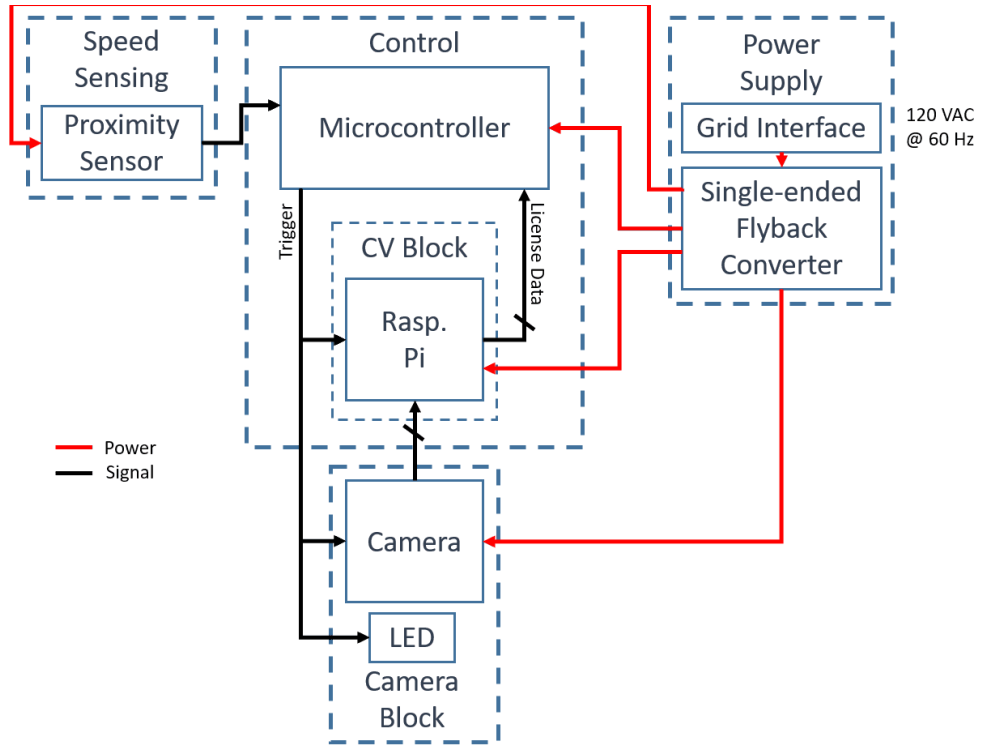 Speed
Sensing
Proximity
Sensor
Control
Microcontroller
Trigger
License Data
CV Block
Rasp.
Pi
Power
Supply
Grid Interface
120 VAC
@ 60 Hz
Single-ended
Flyback
Converter
Power
Signal
Camera
LED
Camera
Block